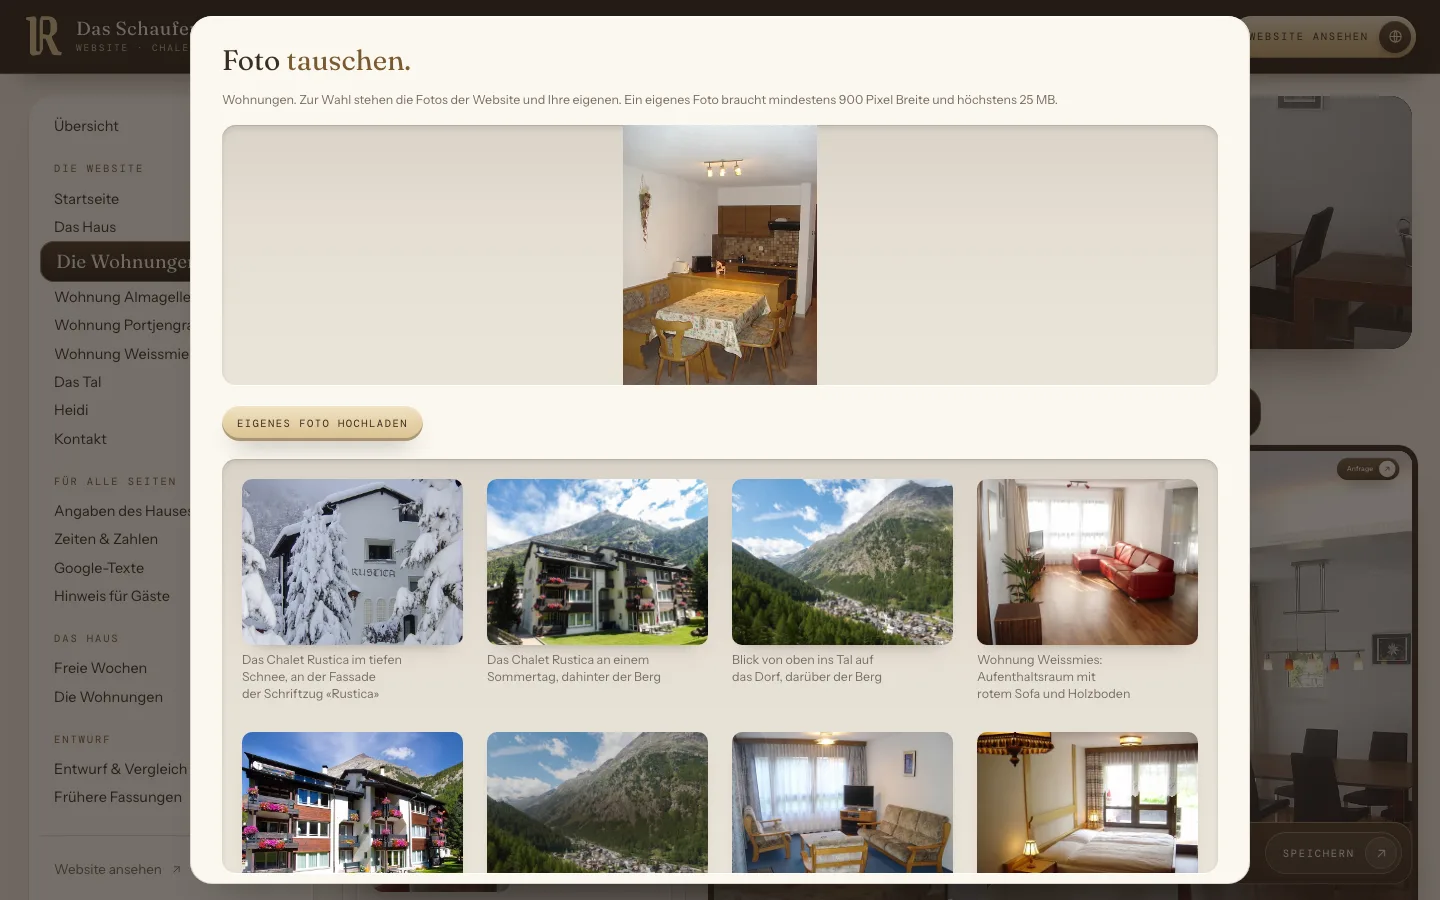 Das Schaufe
WEBSITE · CHALE
WEBSITE ANSEHEN
Übersicht
DIE WEBSITE
Startseite
Das Haus
Die Wohnungen
Wohnung Almagelle
Wohnung Portjengra
Wohnung Weissmie
Das Tal
Heidi
Kontakt
FÜR ALLE SEITEN
Angaben des Hauses
Zeiten & Zahlen
Google-Texte
Hinweis für Gäste
DAS HAUS
Freie Wochen
Die Wohnungen
ENTWURF
Entwurf & Vergleich
Frühere Fassungen
Website ansehen
Foto tauschen.
Wohnungen. Zur Wahl stehen die Fotos der Website und Ihre eigenen. Ein eigenes Foto braucht mindestens 900 Pixel Breite und höchstens 25 MB.
EIGENES FOTO HOCHLADEN
RUSTICA
Das Chalet Rustica im tiefen
Schnee, an der Fassade
der Schriftzug «Rustica»
Das Chalet Rustica an einem
Sommertag, dahinter der Berg
Blick von oben ins Tal auf
das Dorf, darüber der Berg
Wohnung Weissmies:
Aufenthaltsraum mit
rotem Sofa und Holzboden
Anfrage
SPEICHERN